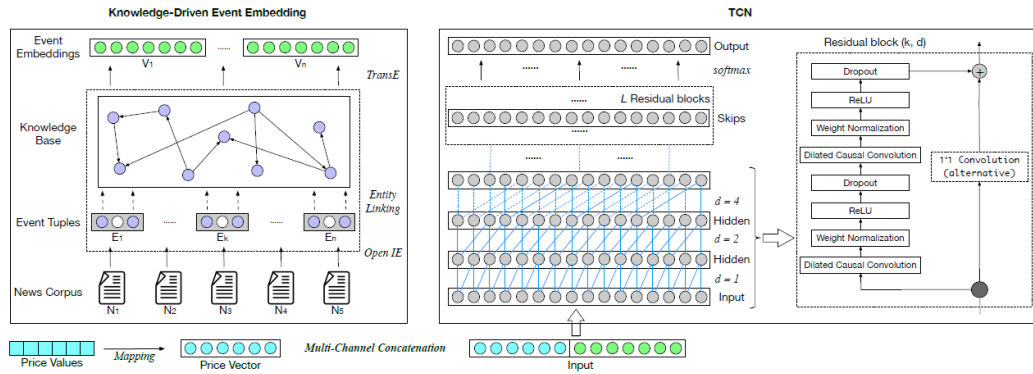 Knowledge-Driven Event Embedding
Event
Embeddings
......
V1
Vn
TransE
Knowledge
Base
Entity
Linking
Event Tuples
......
......
E1
Ek
En
Open IE
News Corpus
N1
N2
N3
N4
N5
Price Values
Mapping
Price Vector
Multi-Channel Concatenation
Input
TCN
Output
......
......
softmax
......
L Residual blocks
Skips
......
......
......
d = 4
Hidden
d = 2
Hidden
d = 1
Input
Residual block (k, d)
Dropout
+
ReLU
Weight Normalization
Dilated Causal Convolution
1*1 Convolution
(alternative)
Dropout
ReLU
Weight Normalization
Dilated Causal Convolution